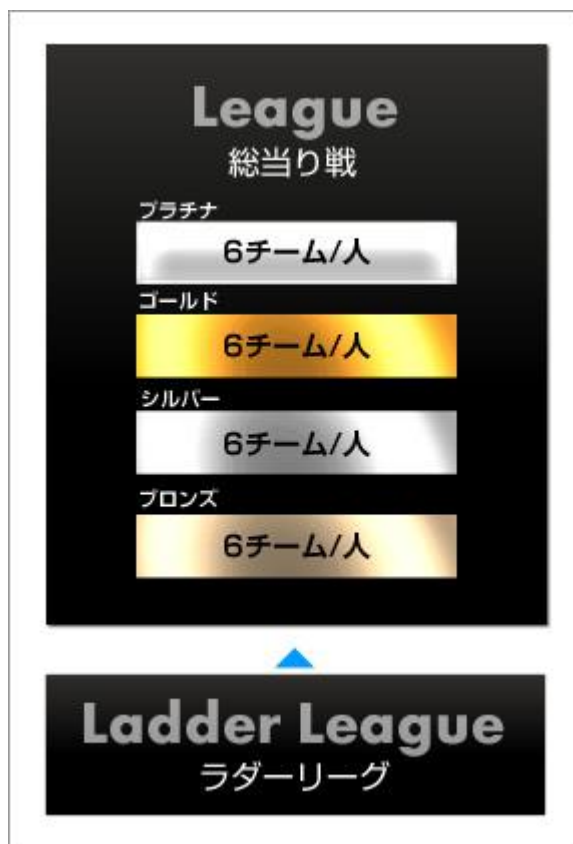 League
総当り戦
プラチナ
6チーム/人
ゴールド
6チーム/人
シルバー
6チーム/人
ブロンズ
6チーム/人
Ladder League
ラダーリーグ